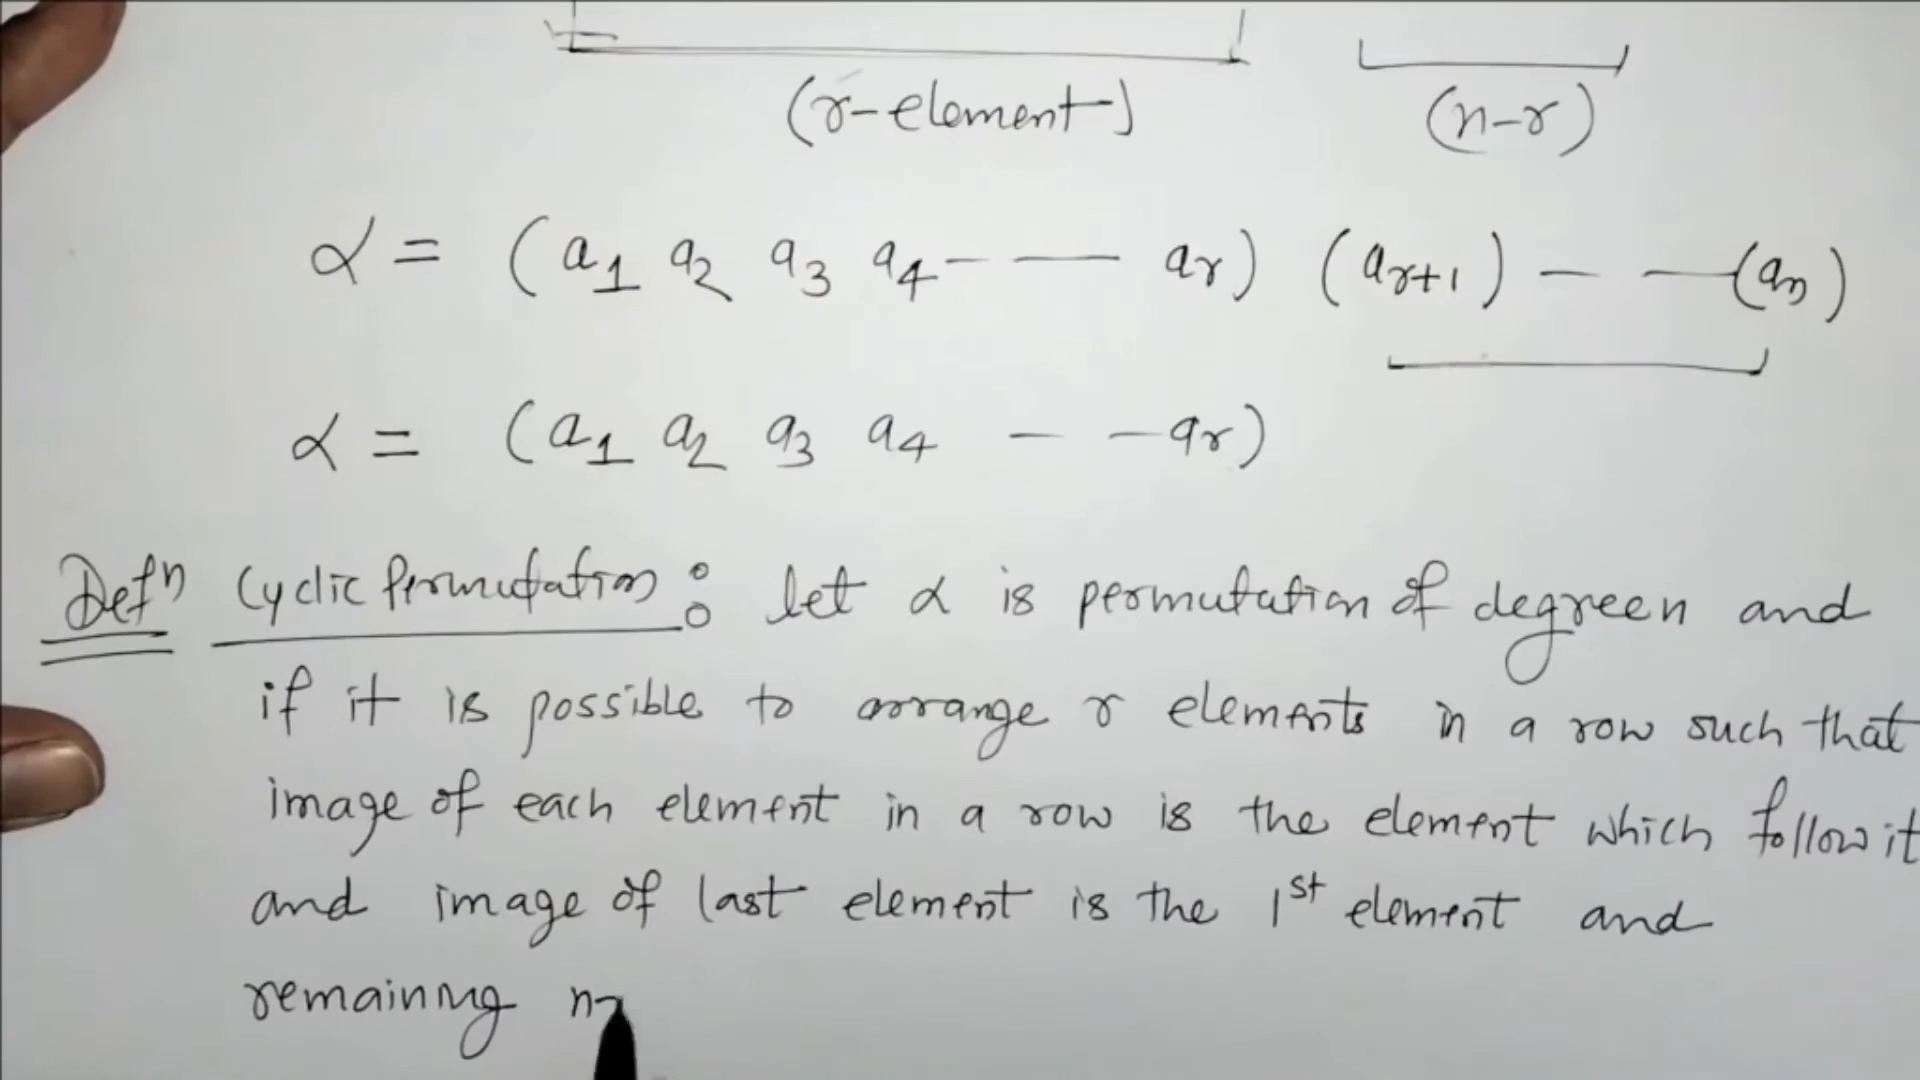 (r-element) (n-r)
α = (a₁ a₂ a₃ a₄ - — aᵣ) (aᵣ₊₁) - — (aₙ)
α = (a₁ a₂ a₃ a₄ - - aᵣ)
Defⁿ Cyclic Permutation : let α is permutation of degree n and
if it is possible to arrange r elements in a row such that
image of each element in a row is the element which follow it
and image of last element is the 1ˢᵗ element and
remaining n-